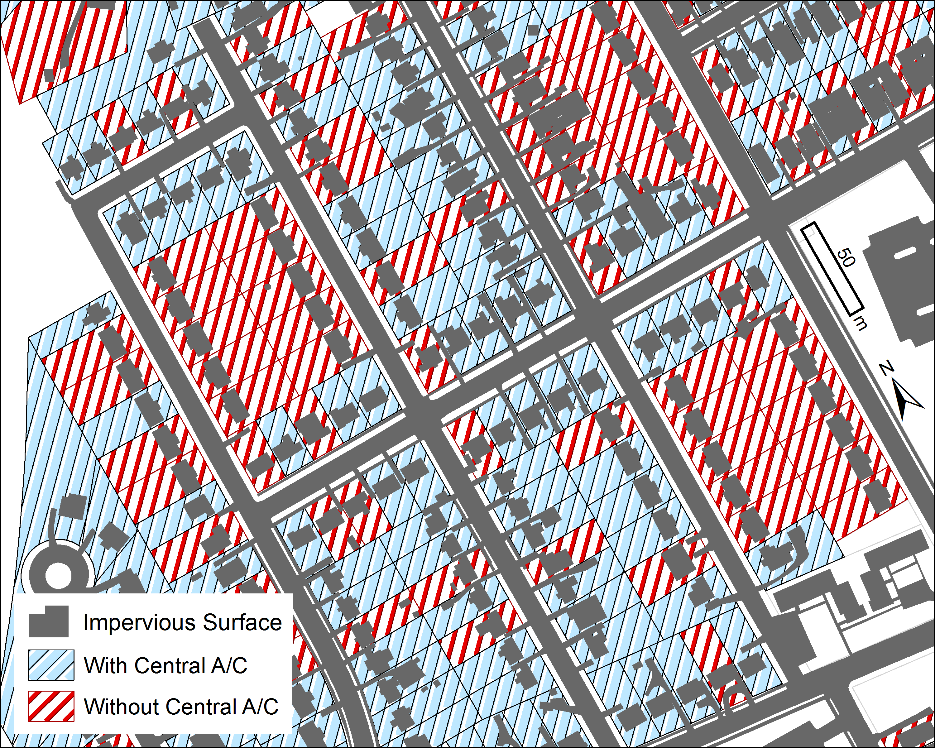 50
m
N
Impervious Surface
With Central A/C
Without Central A/C